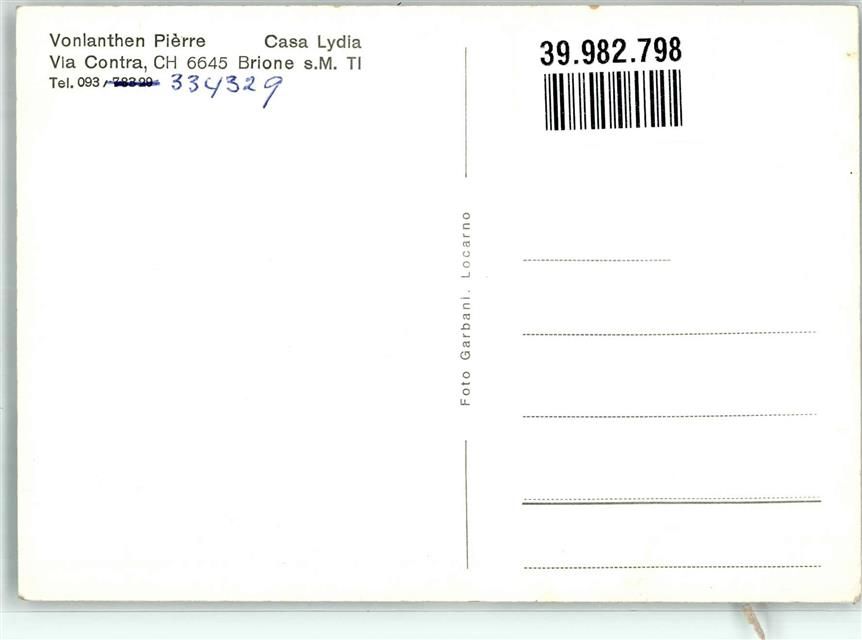 Vonlanthen Pièrre Casa Lydia
Via Contra, CH 6645 Brione s.M. TI
Tel. 093 / 78329 334329
39.982.798
Foto Garbani. Locarno